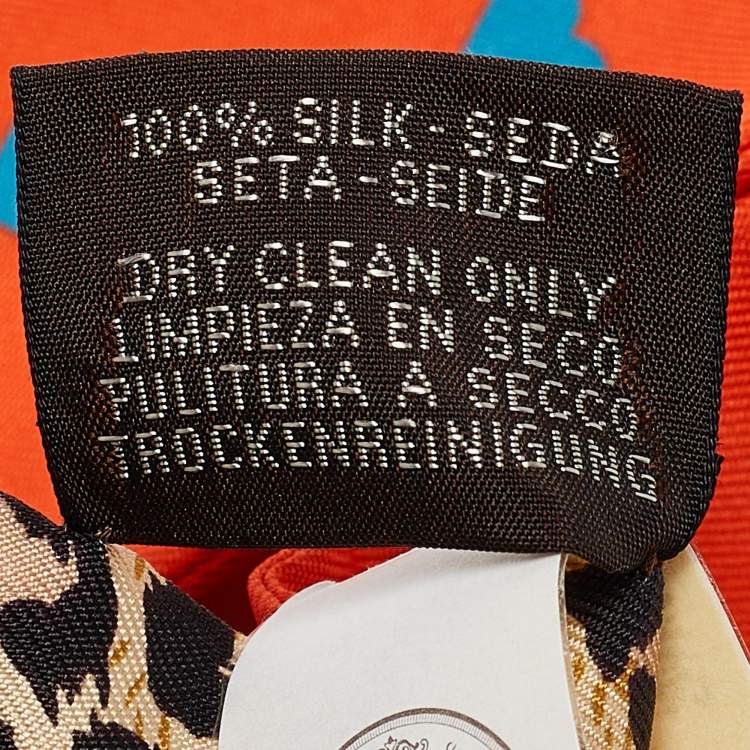 100% SILK - SEDA
SETA - SEIDE
DRY CLEAN ONLY
LIMPIEZA EN SECO
PULITURA A SECCO
TROCKENREINIGUNG